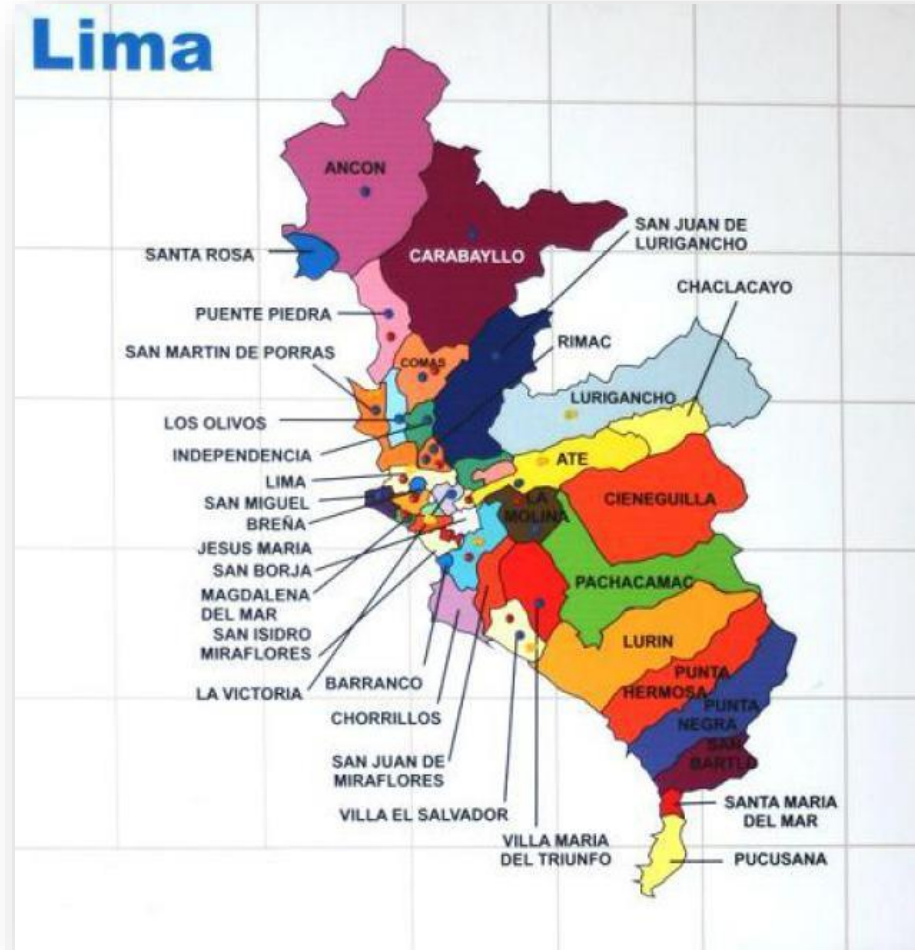 Lima
ANCON
SANTA ROSA
CARABAYLLO
SAN JUAN DE
LURIGANCHO
CHACLACAYO
PUENTE PIEDRA
RIMAC
SAN MARTIN DE PORRAS
COMAS
LURIGANCHO
LOS OLIVOS
INDEPENDENCIA
ATE
LIMA
SAN MIGUEL
BREÑA
LA
MOLINA
CIENEGUILLA
JESUS MARIA
SAN BORJA
MAGDALENA
DEL MAR
PACHACAMAC
SAN ISIDRO
MIRAFLORES
LURIN
LA VICTORIA
BARRANCO
PUNTA
HERMOSA
CHORRILLOS
PUNTA
NEGRA
SAN JUAN DE
MIRAFLORES
SAN
BARTLO
VILLA EL SALVADOR
SANTA MARIA
DEL MAR
VILLA MARIA
DEL TRIUNFO
PUCUSANA